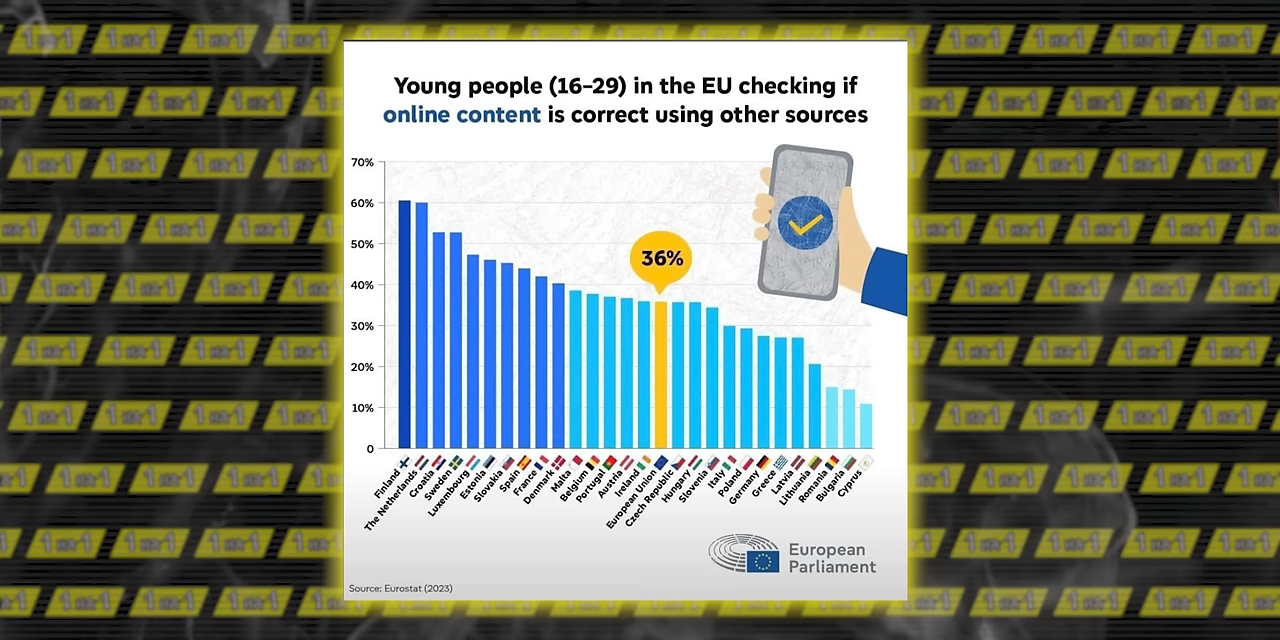 Young people (16–29) in the EU checking if
online content is correct using other sources
70%
60%
50%
40%
30%
20%
10%
0
36%
Finland
The Netherlands
Croatia
Sweden
Luxembourg
Estonia
Slovakia
Spain
France
Denmark
Malta
Belgium
Portugal
Austria
Ireland
European Union
Czech Republic
Hungary
Slovenia
Italy
Poland
Germany
Greece
Latvia
Lithuania
Romania
Bulgaria
Cyprus
European
Parliament
Source: Eurostat (2023)